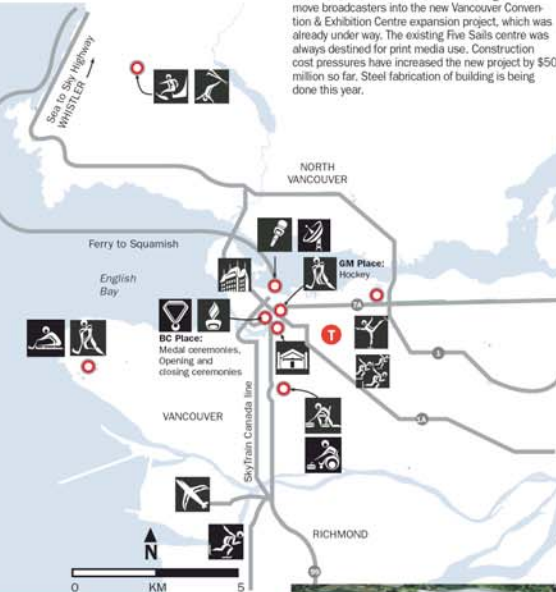 move broadcasters into the new Vancouver Conven-
tion & Exhibition Centre expansion project, which was
already under way. The existing Five Sails centre was
always destined for print media use. Construction
cost pressures have increased the new project by $50
million so far. Steel fabrication of building is being
done this year.
Sea to Sky Highway
WHISTLER
NORTH
VANCOUVER
Ferry to Squamish
English
Bay
GM Place:
Hockey
7A
BC Place:
Medal ceremonies,
Opening and
closing ceremonies
T
1
1A
VANCOUVER
SkyTrain Canada line
N
RICHMOND
99
0 KM 5